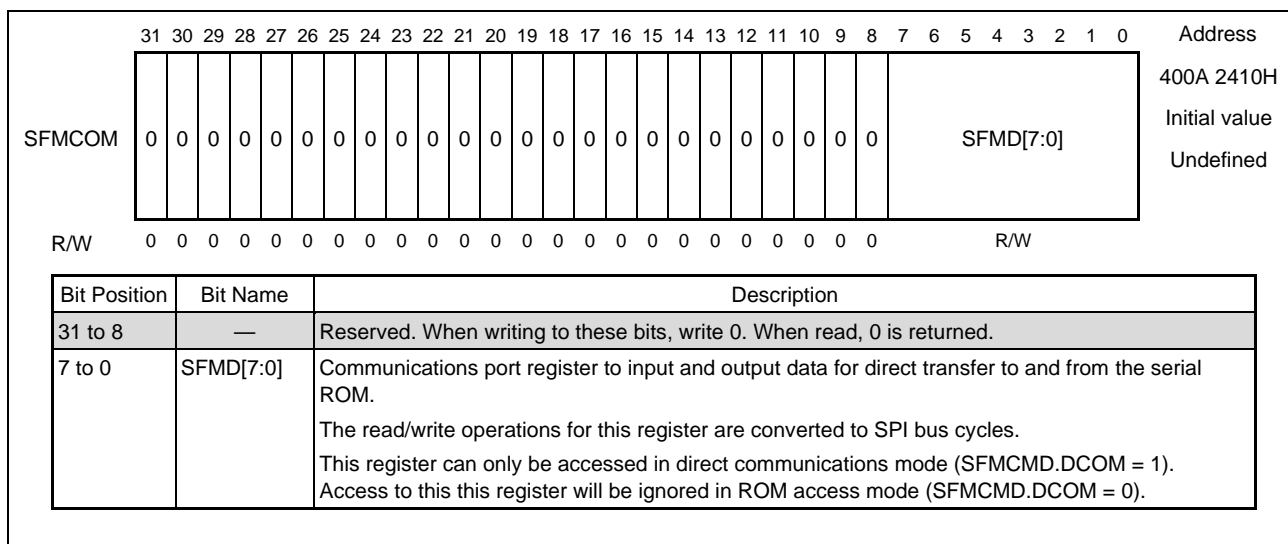 31 30 29 28 27 26 25 24 23 22 21 20 19 18 17 16 15 14 13 12 11 10 9 8 7 6 5 4 3 2 1 0 Address
400A 2410H
Initial value
SFMCOM 0 0 0 0 0 0 0 0 0 0 0 0 0 0 0 0 0 0 0 0 0 0 0 0 SFMD[7:0]
Undefined
R/W 0 0 0 0 0 0 0 0 0 0 0 0 0 0 0 0 0 0 0 0 0 0 0 0 R/W
Bit Position Bit Name Description
31 to 8 — Reserved. When writing to these bits, write 0. When read, 0 is returned.
7 to 0 SFMD[7:0] Communications port register to input and output data for direct transfer to and from the serial
ROM.
The read/write operations for this register are converted to SPI bus cycles.
This register can only be accessed in direct communications mode (SFMCMD.DCOM = 1).
Access to this this register will be ignored in ROM access mode (SFMCMD.DCOM = 0).